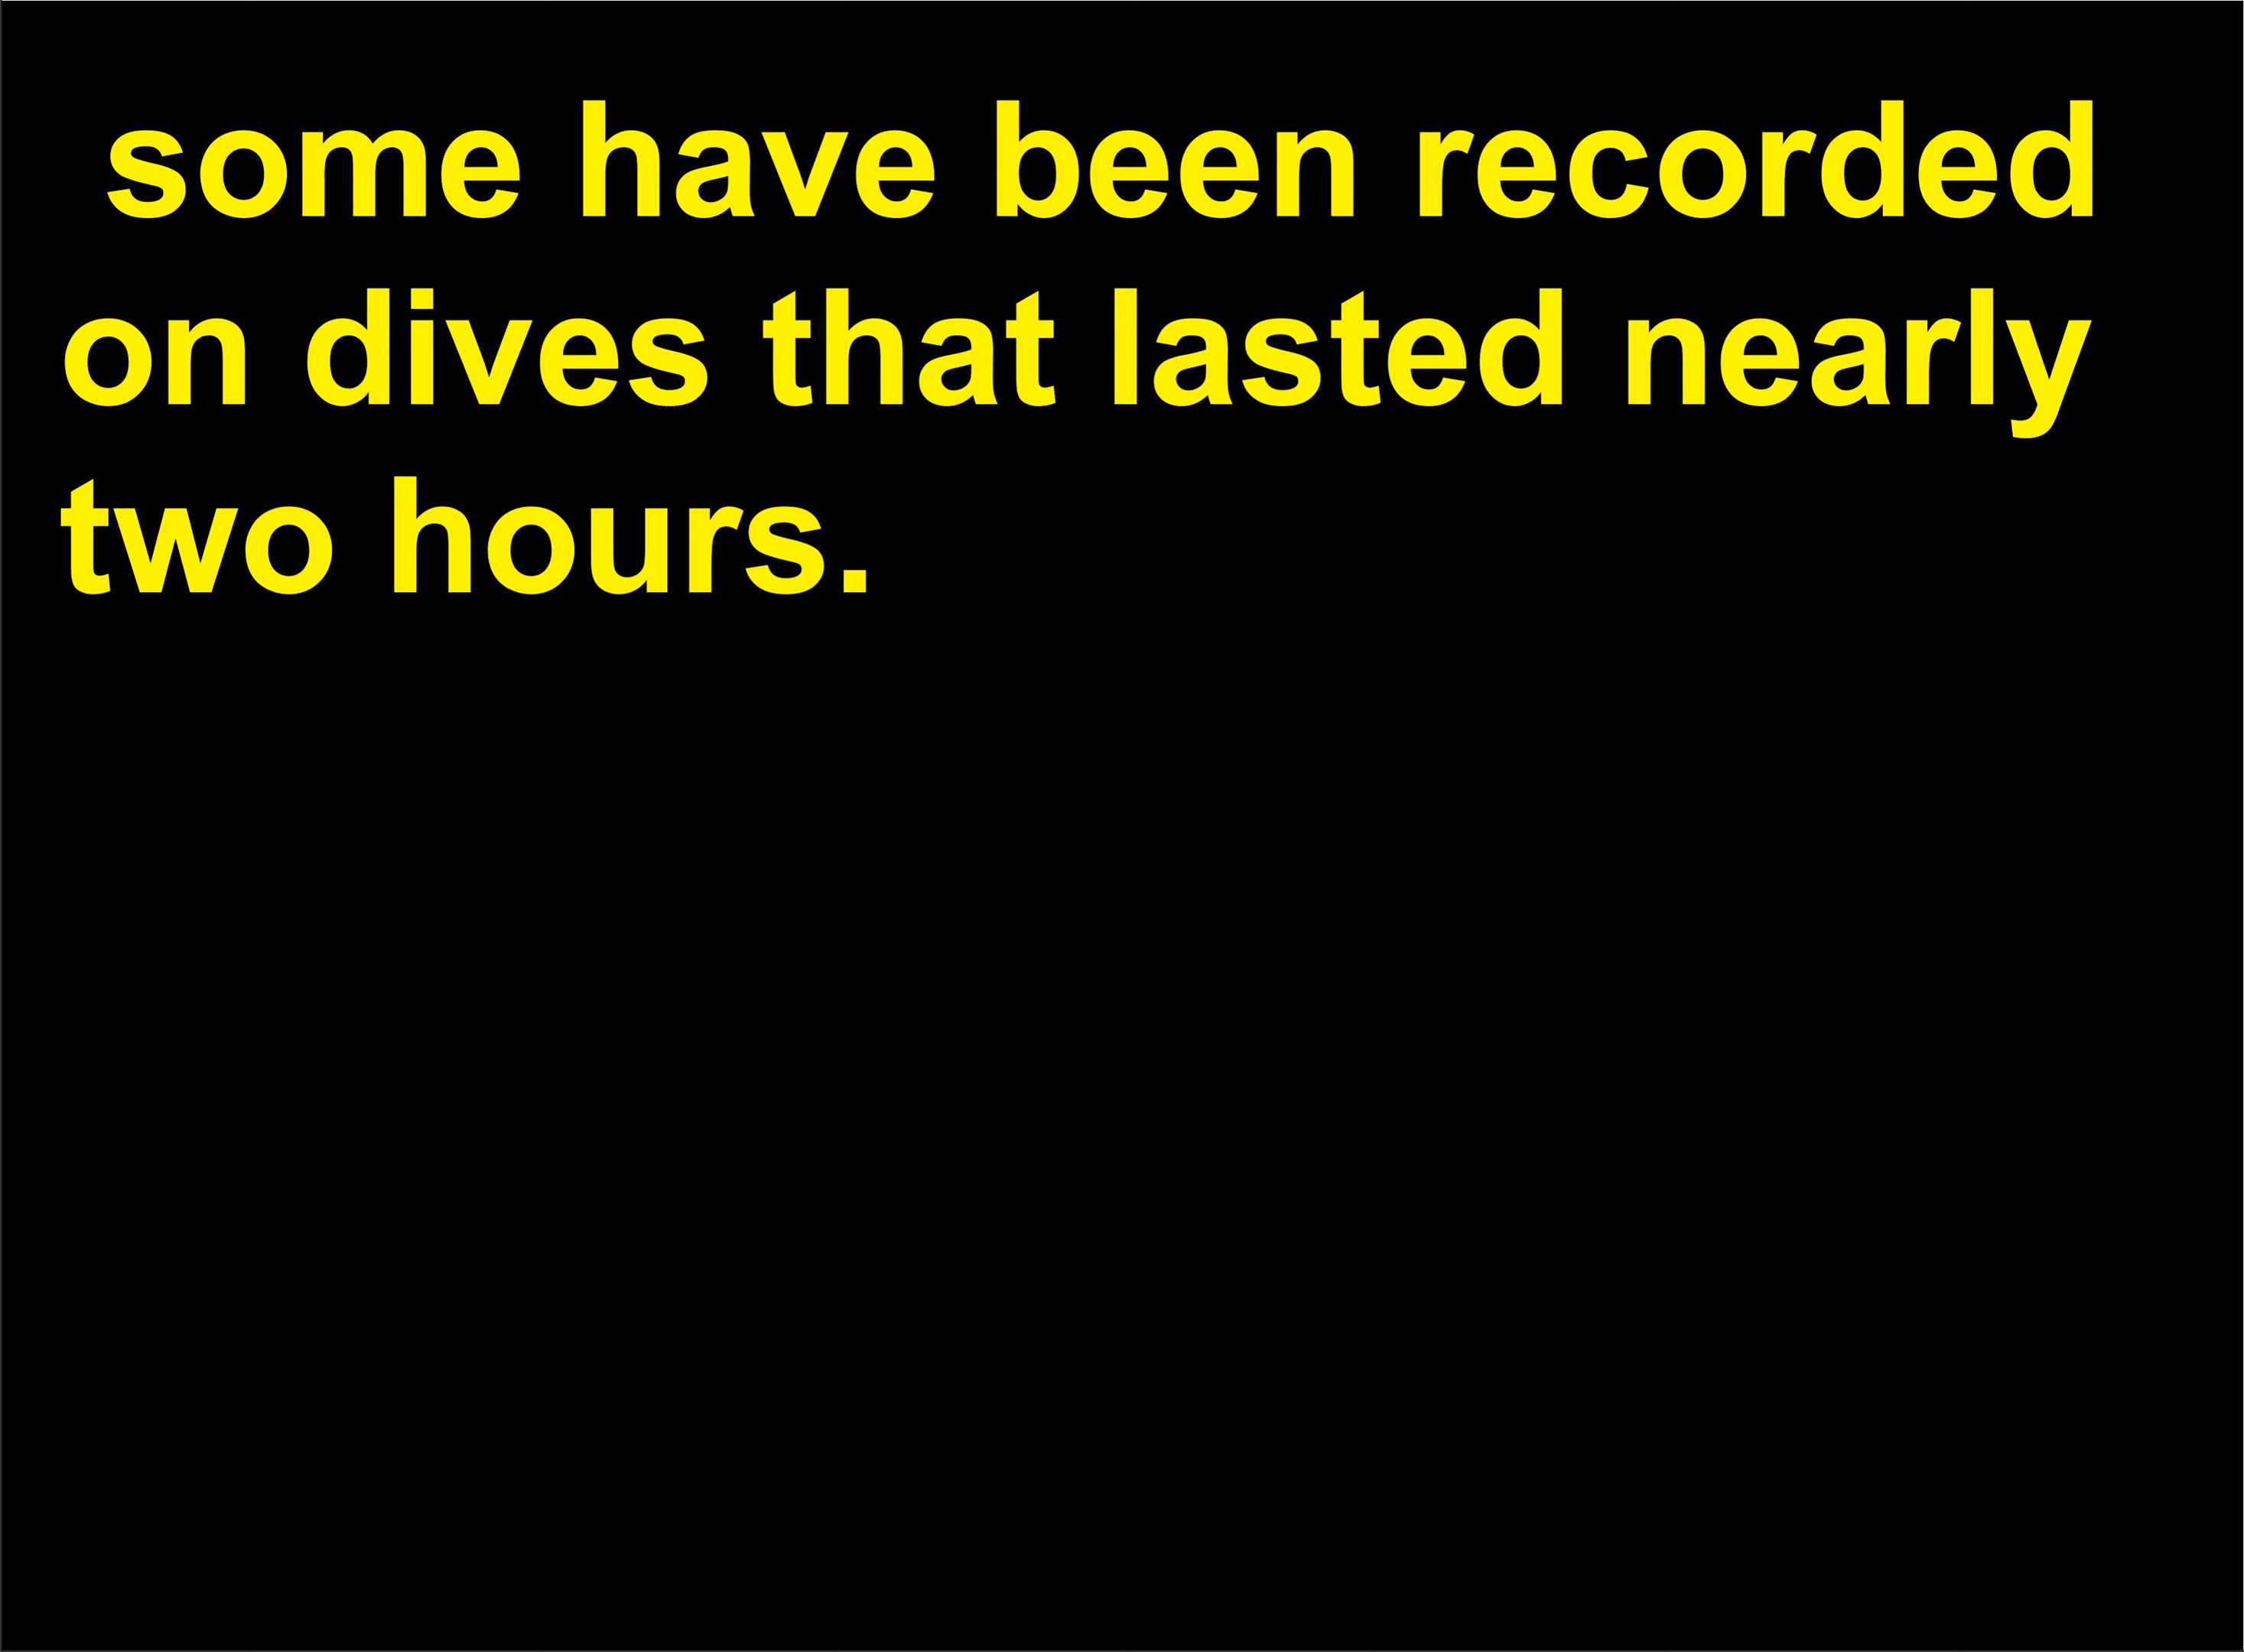 some have been recorded
on dives that lasted nearly
two hours.